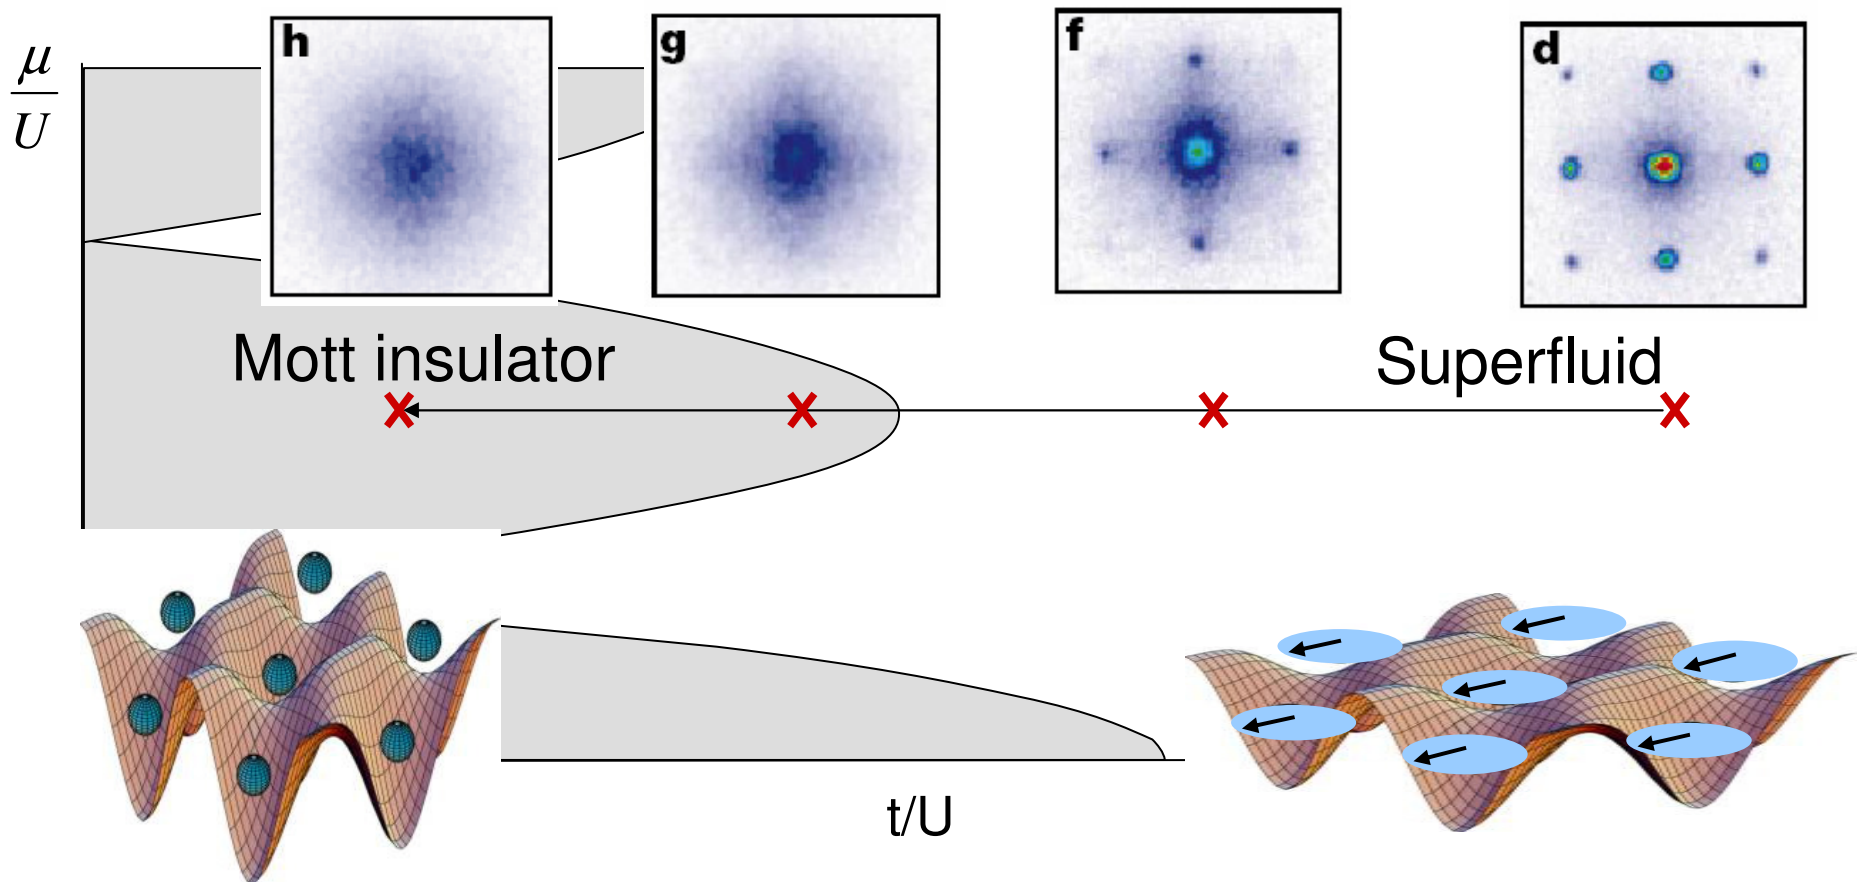 μ
U
h
g
f
d
Mott insulator
Superfluid
t/U